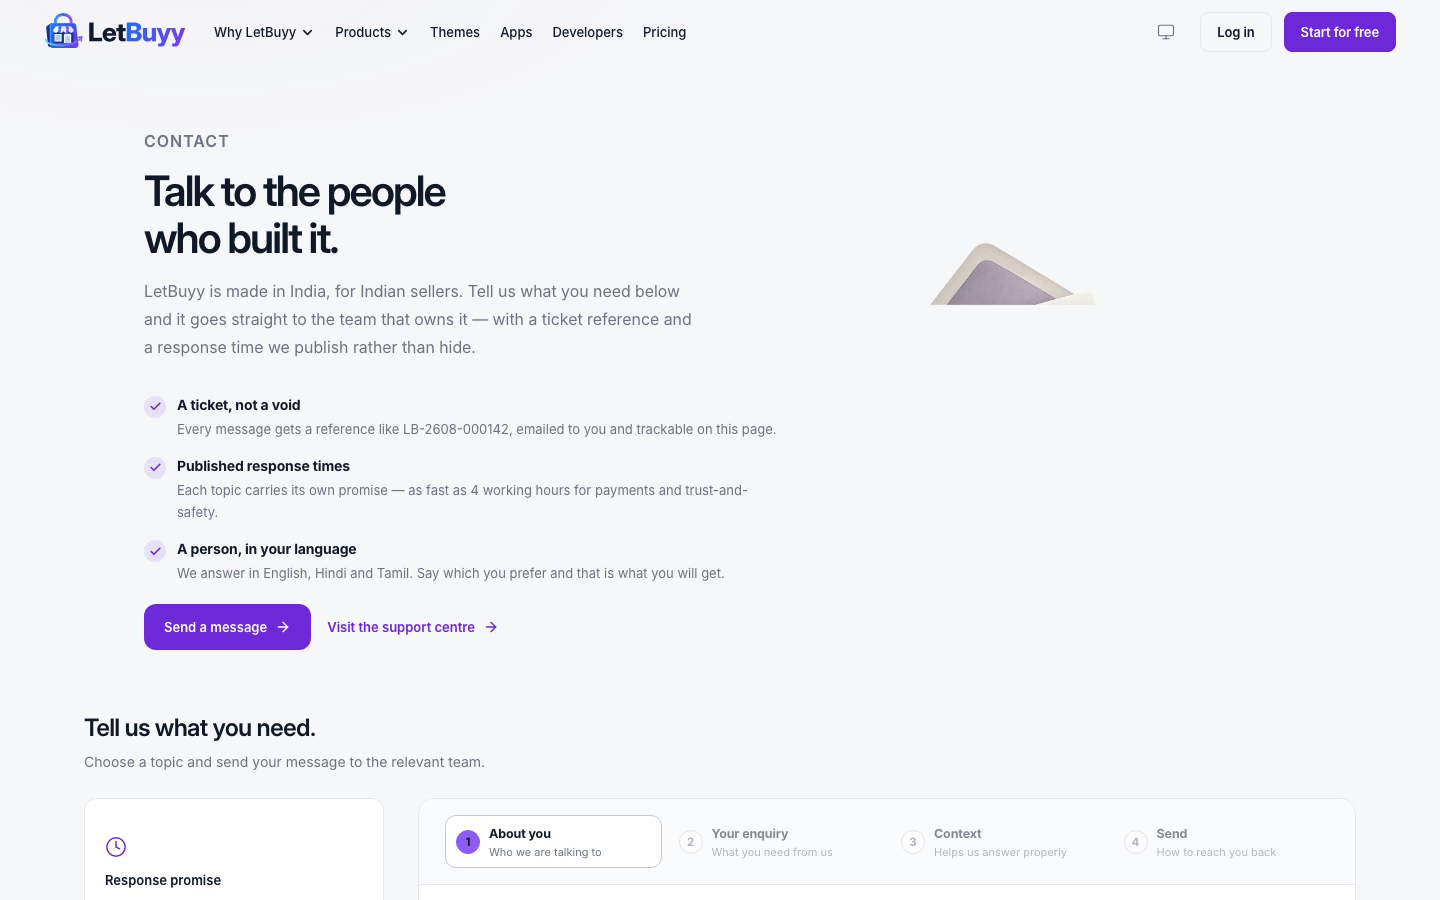 LetBuyy
Why LetBuyy
Products
Themes
Apps
Developers
Pricing
Log in
Start for free
CONTACT
Talk to the people
who built it.
LetBuyy is made in India, for Indian sellers. Tell us what you need below
and it goes straight to the team that owns it — with a ticket reference and
a response time we publish rather than hide.
A ticket, not a void
Every message gets a reference like LB-2608-000142, emailed to you and trackable on this page.
Published response times
Each topic carries its own promise — as fast as 4 working hours for payments and trust-and-
safety.
A person, in your language
We answer in English, Hindi and Tamil. Say which you prefer and that is what you will get.
Send a message
Visit the support centre
Tell us what you need.
Choose a topic and send your message to the relevant team.
Response promise
1
About you
Who we are talking to
2
Your enquiry
What you need from us
3
Context
Helps us answer properly
4
Send
How to reach you back